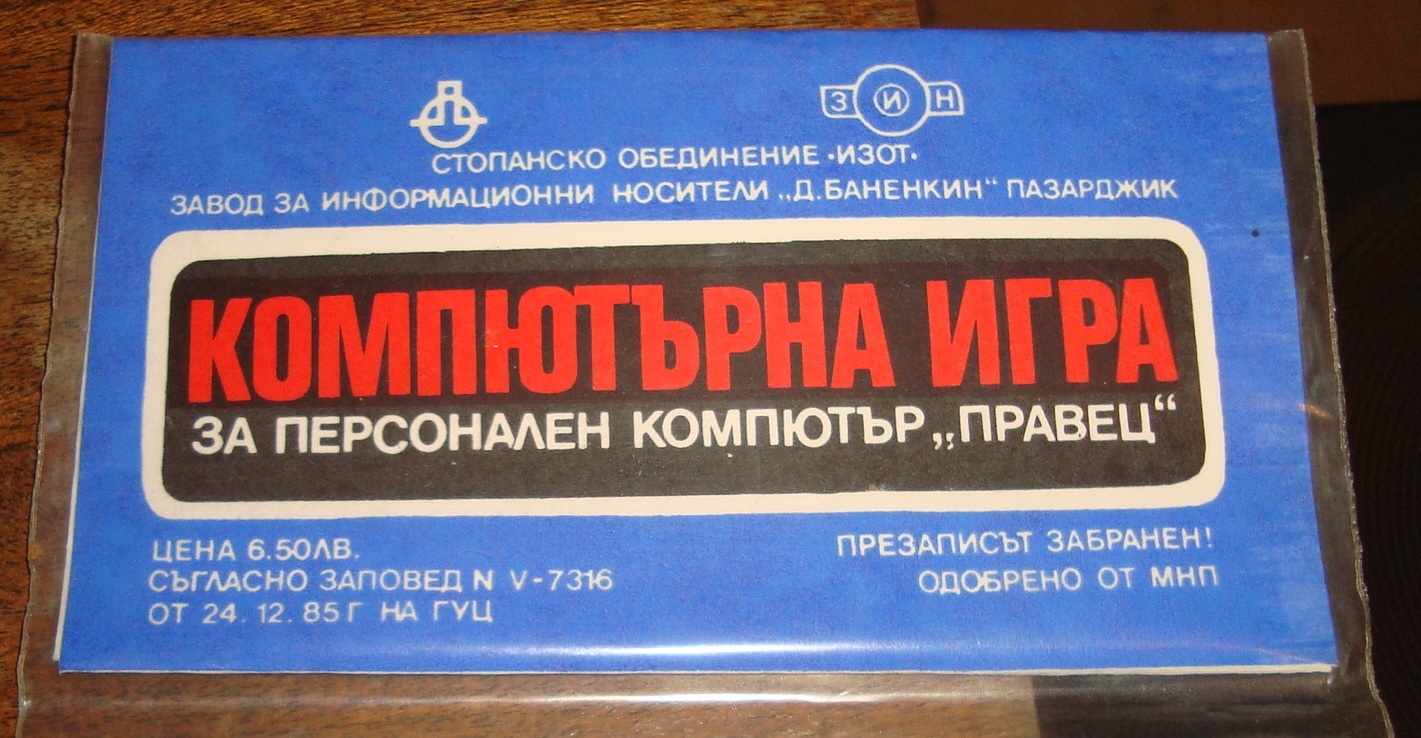 З И Н
СТОПАНСКО ОБЕДИНЕНИЕ •ИЗОТ•
ЗАВОД ЗА ИНФОРМАЦИОННИ НОСИТЕЛИ „Д.БАНЕНКИН“ ПАЗАРДЖИК
КОМПЮТЪРНА ИГРА
ЗА ПЕРСОНАЛЕН КОМПЮТЪР „ПРАВЕЦ“
ЦЕНА 6.50ЛВ.
СЪГЛАСНО ЗАПОВЕД N V-7316
ОТ 24. 12. 85Г НА ГУЦ
ПРЕЗАПИСЪТ ЗАБРАНЕН!
ОДОБРЕНО ОТ МНП